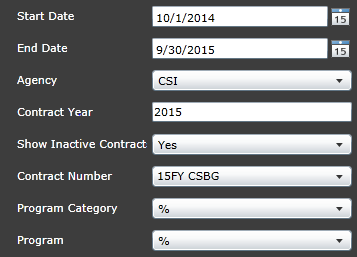 Start Date 10/1/2014 15
End Date 9/30/2015 15
Agency CSI
Contract Year 2015
Show Inactive Contract Yes
Contract Number 15FY CSBG
Program Category %
Program %